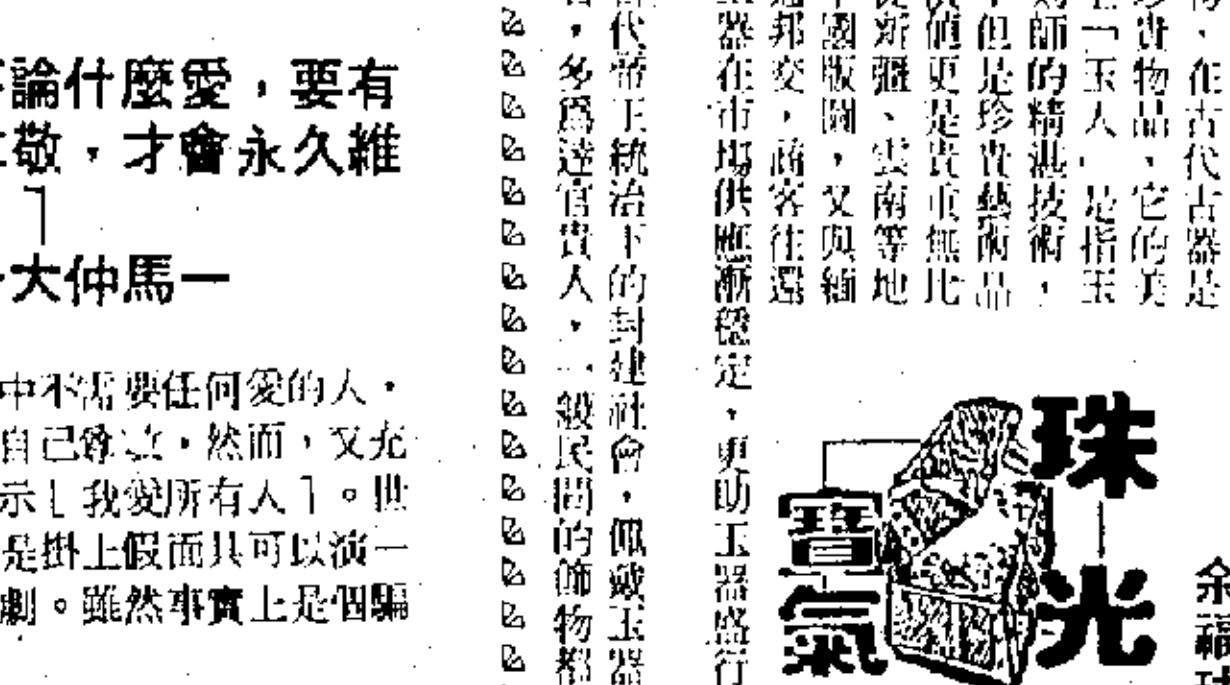 、在古代古器是
珍貴物品，它的美
「玉人」是指玉
師的精湛技術，
但是珍貴藝術品
值更是貴重無比
從新疆、雲南等地
國版圖，又與緬
邦交，商客往還
器在市場供應漸穩定，更助玉器盛行
珠光
寶氣
余福
代帝王統治下的封建社會，佩戴玉器
，多爲達官貴人，一般民間的飾物都
論什麼愛，要有
敬，才會永久維
」
大仲馬—
中不需要任何愛的人，
自己尊敬，然而，又充
示「我愛所有人」。世
是掛上假面具可以演一
劇。雖然事實上是個騙